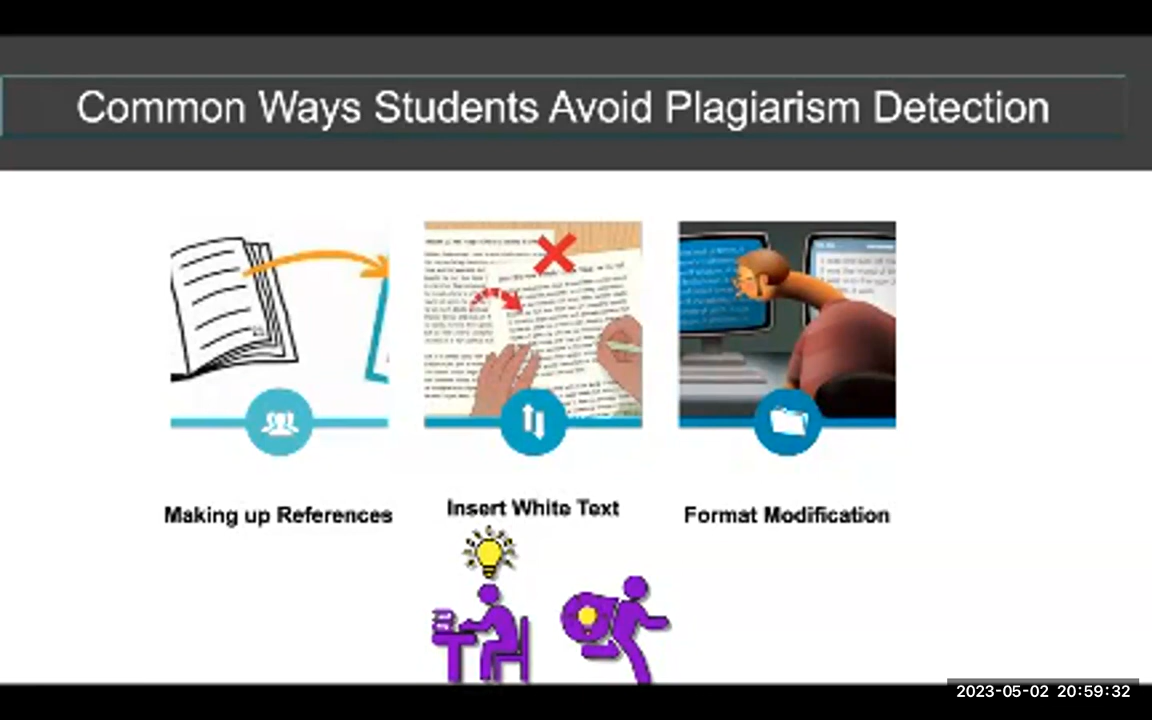 Common Ways Students Avoid Plagiarism Detection
Making up References
Insert White Text
Format Modification
2023-05-02 20:59:32